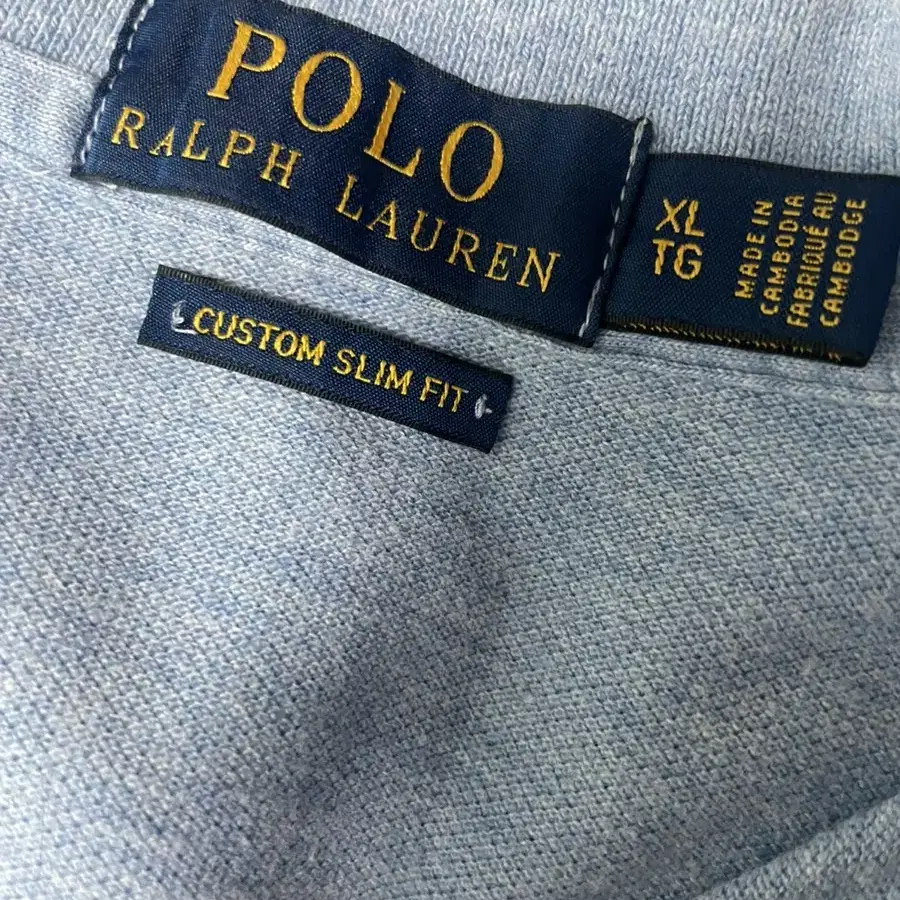 POLO
RALPH LAUREN
XL
TG
MADE IN
CAMBODIA
FABRIQUÉ AU
CAMBODGE
CUSTOM SLIM FIT